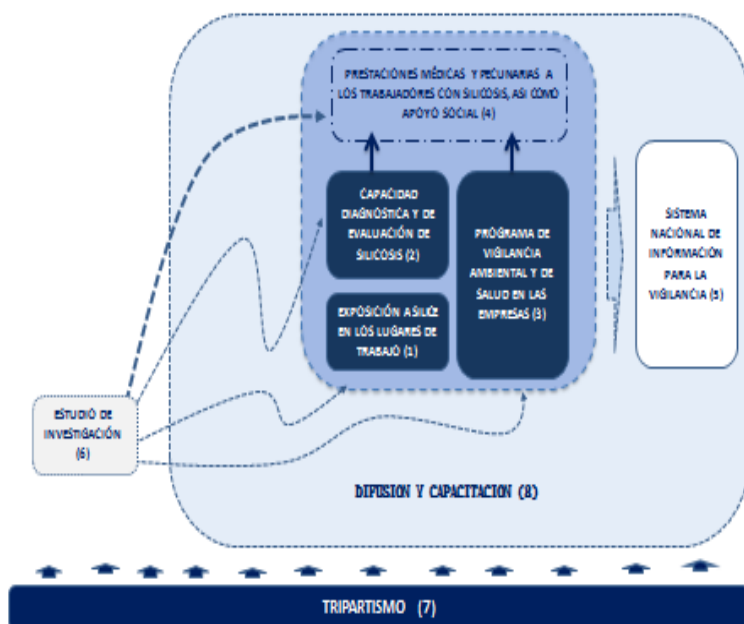 PRESTACIONES MÉDICAS Y PECUNARIAS A
LOS TRABAJADORES CON SILICOSIS, ASI COMO
APOYO SOCIAL (4)
CAPACIDAD
DIAGNÓSTICA Y DE
EVALUACIÓN DE
SILICOSIS (2)
EXPOSICIÓN A SILICE
EN LOS LUGARES DE
TRABAJO (1)
PROGRAMA DE
VIGILANCIA
AMBIENTAL Y DE
SALUD EN LAS
EMPRESAS (3)
SISTEMA
NACIONAL DE
INFORMACIÓN
PARA LA
VIGILANCIA (5)
ESTUDIO DE
INVESTIGACIÓN
(6)
DIFUSION Y CAPACITACION (8)
TRIPARTISMO (7)